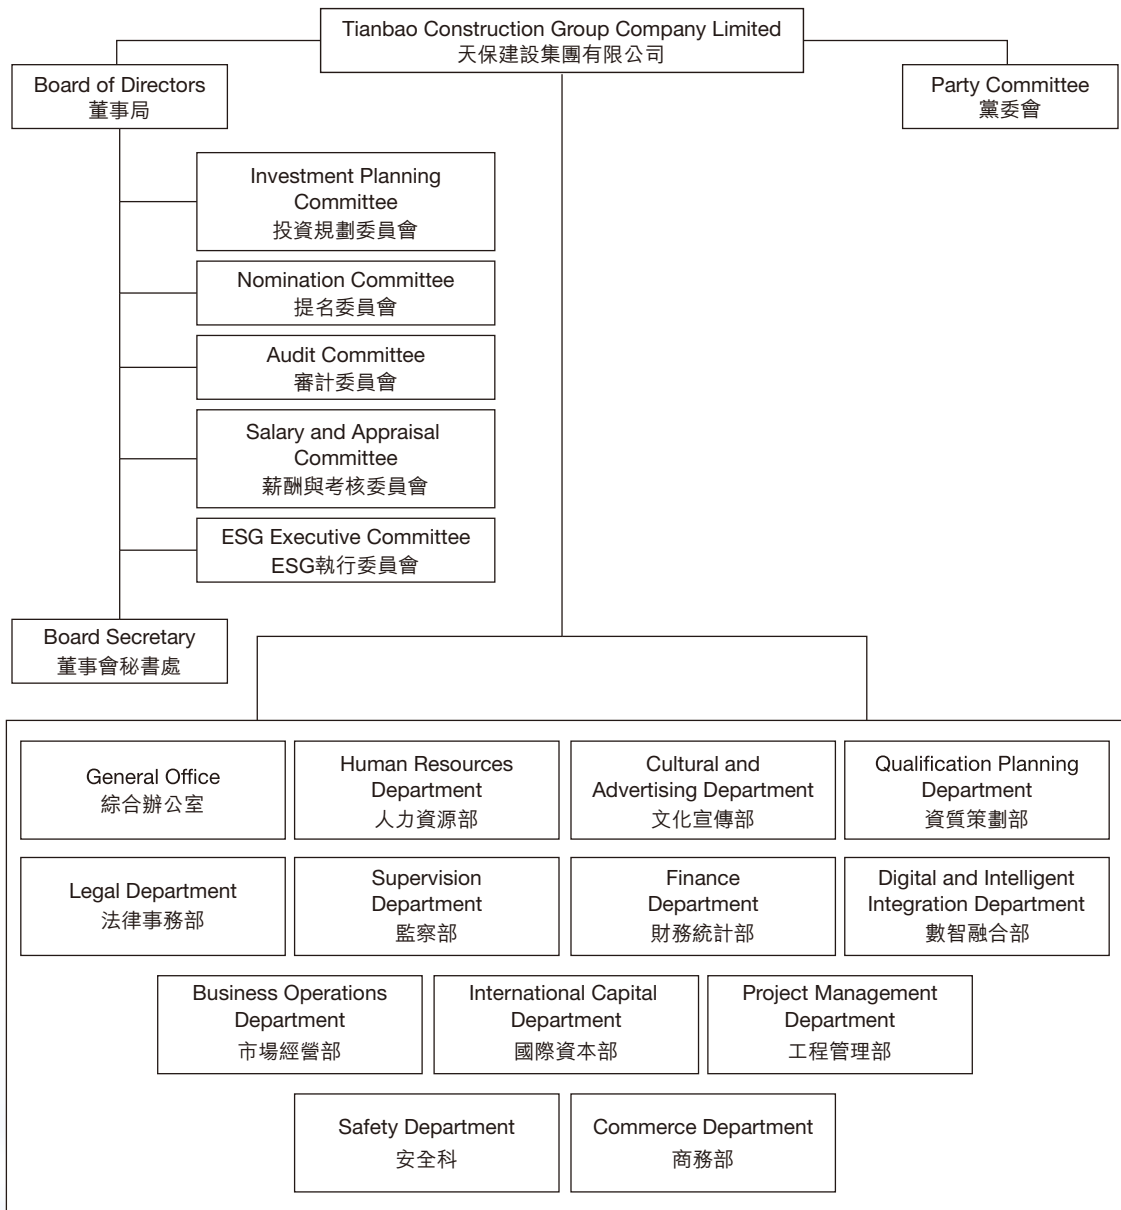 Tianbao Construction Group Company Limited
天保建設集團有限公司
Board of Directors
董事局
Party Committee
黨委會
Investment Planning
Committee
投資規劃委員會
Nomination Committee
提名委員會
Audit Committee
審計委員會
Salary and Appraisal
Committee
薪酬與考核委員會
ESG Executive Committee
ESG執行委員會
Board Secretary
董事會秘書處
General Office
綜合辦公室
Human Resources
Department
人力資源部
Cultural and
Advertising Department
文化宣傳部
Qualification Planning
Department
資質策劃部
Legal Department
法律事務部
Supervision
Department
監察部
Finance
Department
財務統計部
Digital and Intelligent
Integration Department
數智融合部
Business Operations
Department
市場經營部
International Capital
Department
國際資本部
Project Management
Department
工程管理部
Safety Department
安全科
Commerce Department
商務部